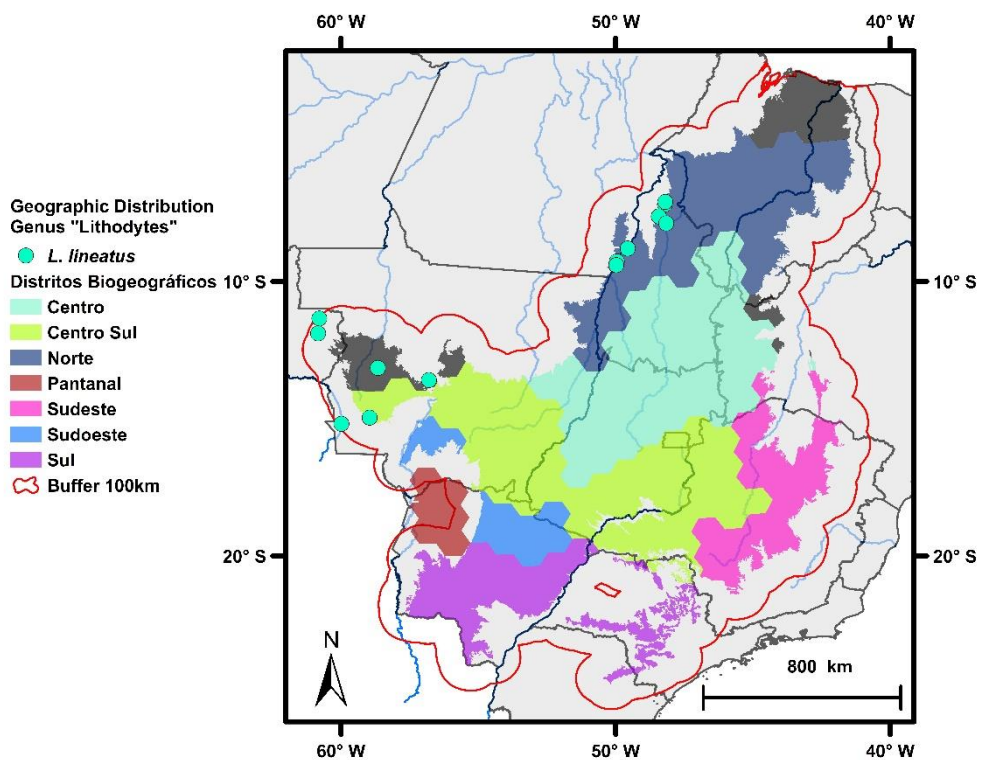 60° W 50° W 40° W
Geographic Distribution
Genus "Lithodytes"
L. lineatus
Distritos Biogeográficos
Centro
Centro Sul
Norte
Pantanal
Sudeste
Sudoeste
Sul
Buffer 100km
10° S 10° S
20° S 20° S
N
800 km
60° W 50° W 40° W